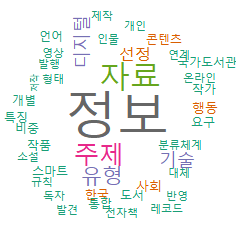 제작
개인
언어
인물
콘텐츠
디지털
영상
선정
연계
발행
국가도서관
자료
온라인
형태
작가
개별
행동
특징
정보
요구
비중
작품
분류체계
주제
기술
소설
유형
스마트
대체
규칙
사회
한국
독자
도서
반영
통합
발견
전자책
레코드